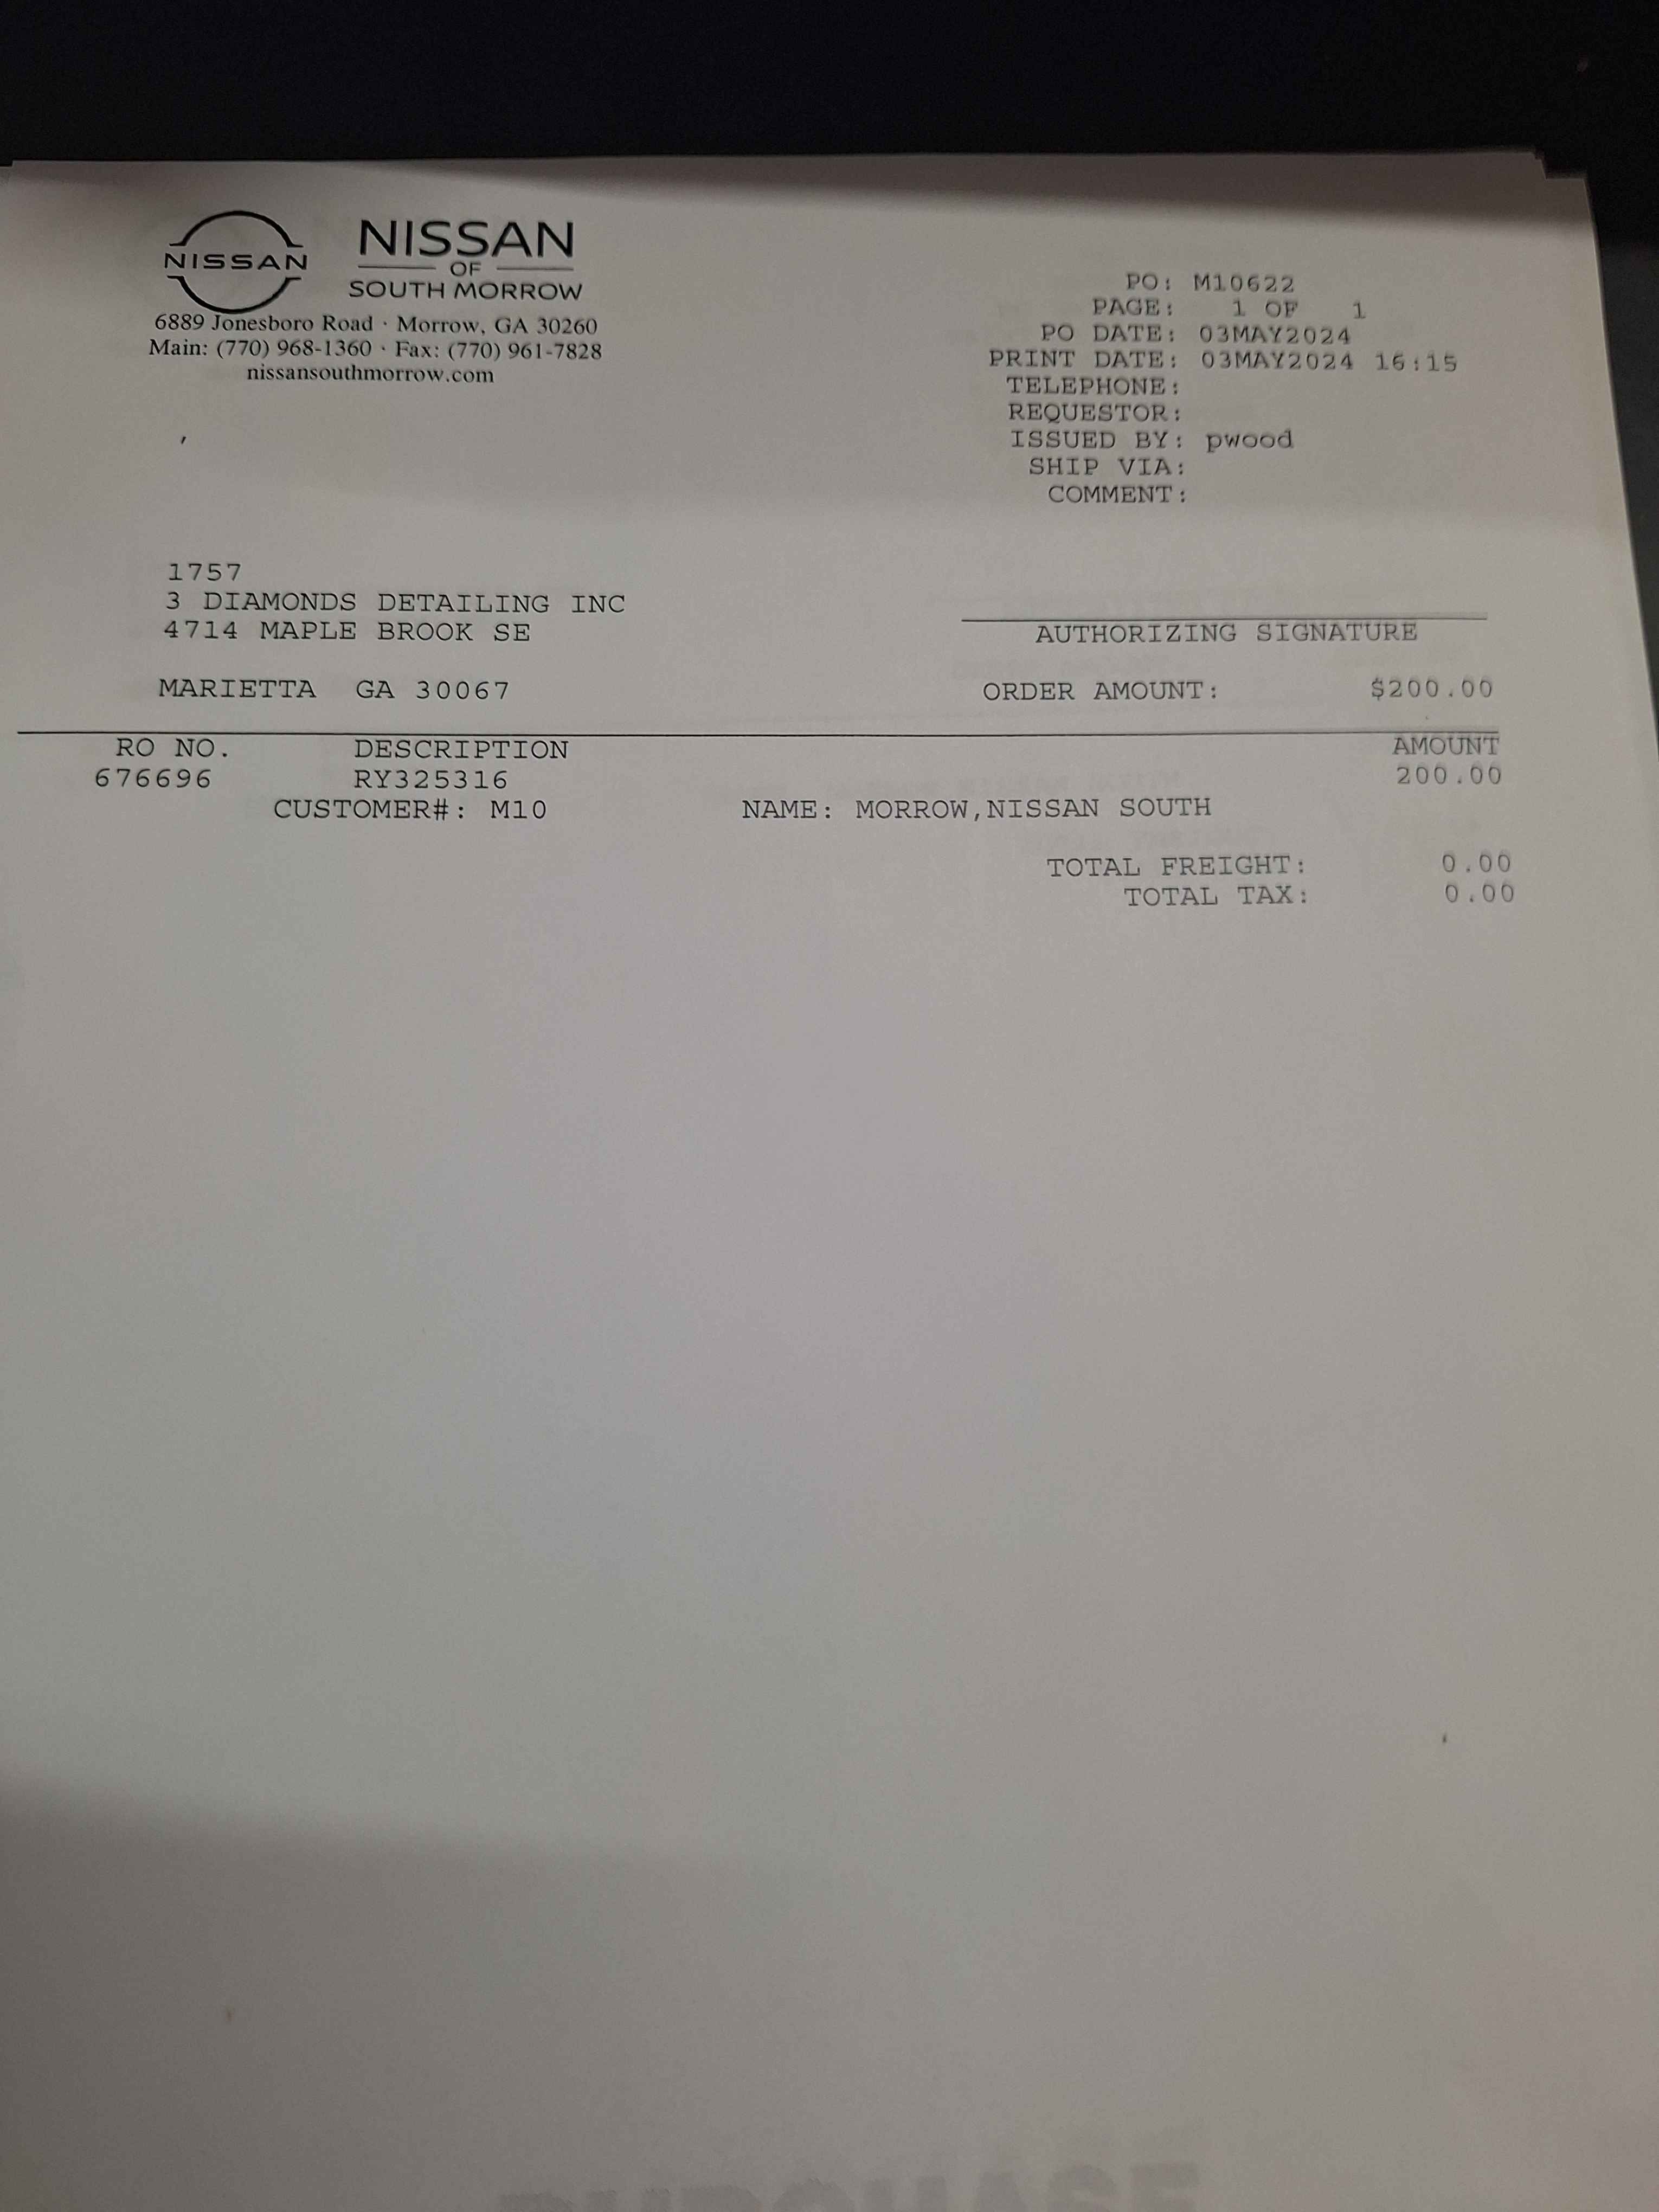 NISSAN
NISSAN
OF
SOUTH MORROW
6889 Jonesboro Road · Morrow, GA 30260
Main: (770) 968-1360 · Fax: (770) 961-7828
nissansouthmorrow.com
PO: M10622
PAGE: 1 OF 1
PO DATE: 03MAY2024
PRINT DATE: 03MAY2024 16:15
TELEPHONE:
REQUESTOR:
ISSUED BY: pwood
SHIP VIA:
COMMENT:
1757
3 DIAMONDS DETAILING INC
4714 MAPLE BROOK SE
MARIETTA GA 30067
AUTHORIZING SIGNATURE
ORDER AMOUNT: $200.00
RO NO. DESCRIPTION AMOUNT
676696 RY325316 200.00
CUSTOMER#: M10 NAME: MORROW,NISSAN SOUTH
TOTAL FREIGHT: 0.00
TOTAL TAX: 0.00
PURCHASE